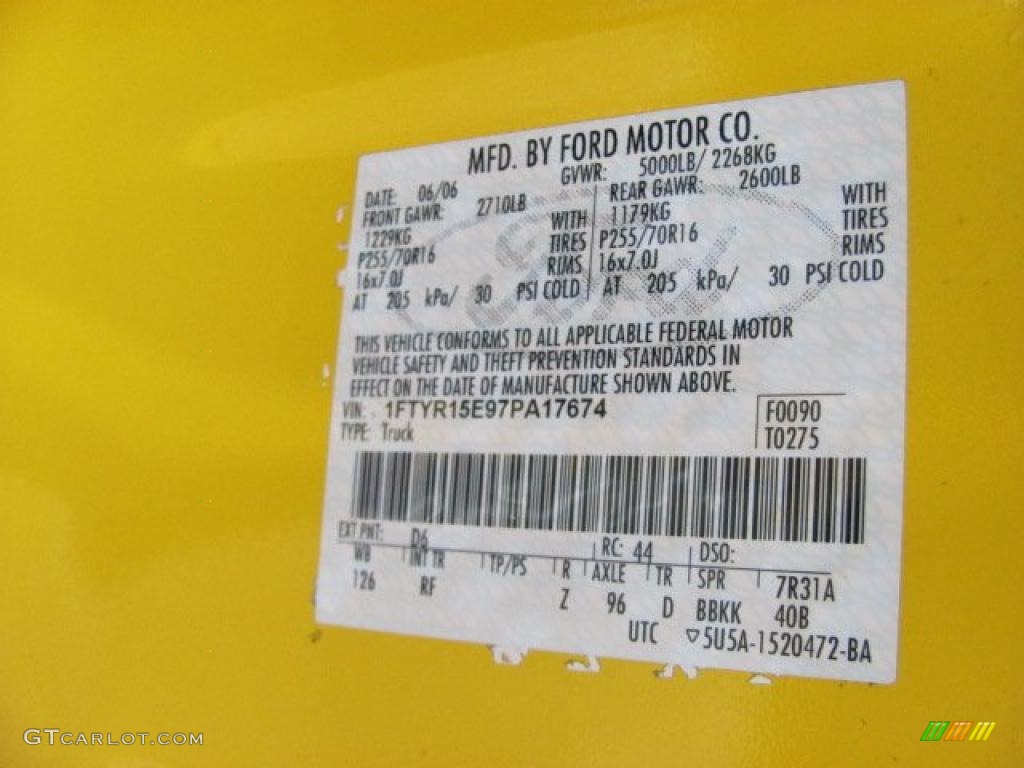 MFD. BY FORD MOTOR CO.
DATE: 06/06 GVWR: 5000LB/ 2268KG
FRONT GAWR: 2710LB REAR GAWR: 2600LB
1229KG WITH 1179KG WITH
P255/70R16 TIRES P255/70R16 TIRES
16x7.0J RIMS 16x7.0J RIMS
AT 205 kPa/ 30 PSI COLD AT 205 kPa/ 30 PSI COLD
THIS VEHICLE CONFORMS TO ALL APPLICABLE FEDERAL MOTOR
VEHICLE SAFETY AND THEFT PREVENTION STANDARDS IN
EFFECT ON THE DATE OF MANUFACTURE SHOWN ABOVE.
VIN: 1FTYR15E97PA17674 F0090
TYPE: Truck T0275
EXT PNT: D6 RC: 44 DSO:
WB INT TR TP/PS R AXLE TR SPR 7R31A
126 RF Z 96 D BBKK 40B
UTC ▽5U5A-1520472-BA
GTCARLOT.COM